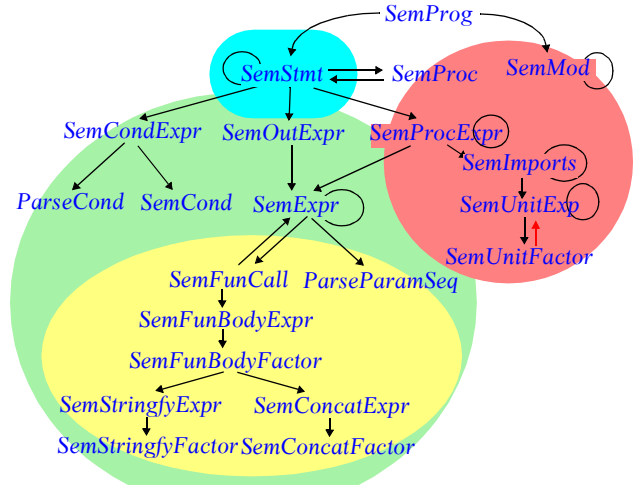 SemProg
SemStmt
SemProc
SemMod
SemCondExpr
SemOutExpr
SemProcExpr
SemImports
ParseCond
SemCond
SemExpr
SemUnitExp
SemUnitFactor
SemFunCall
ParseParamSeq
SemFunBodyExpr
SemFunBodyFactor
SemStringfyExpr
SemConcatExpr
SemStringfyFactor
SemConcatFactor